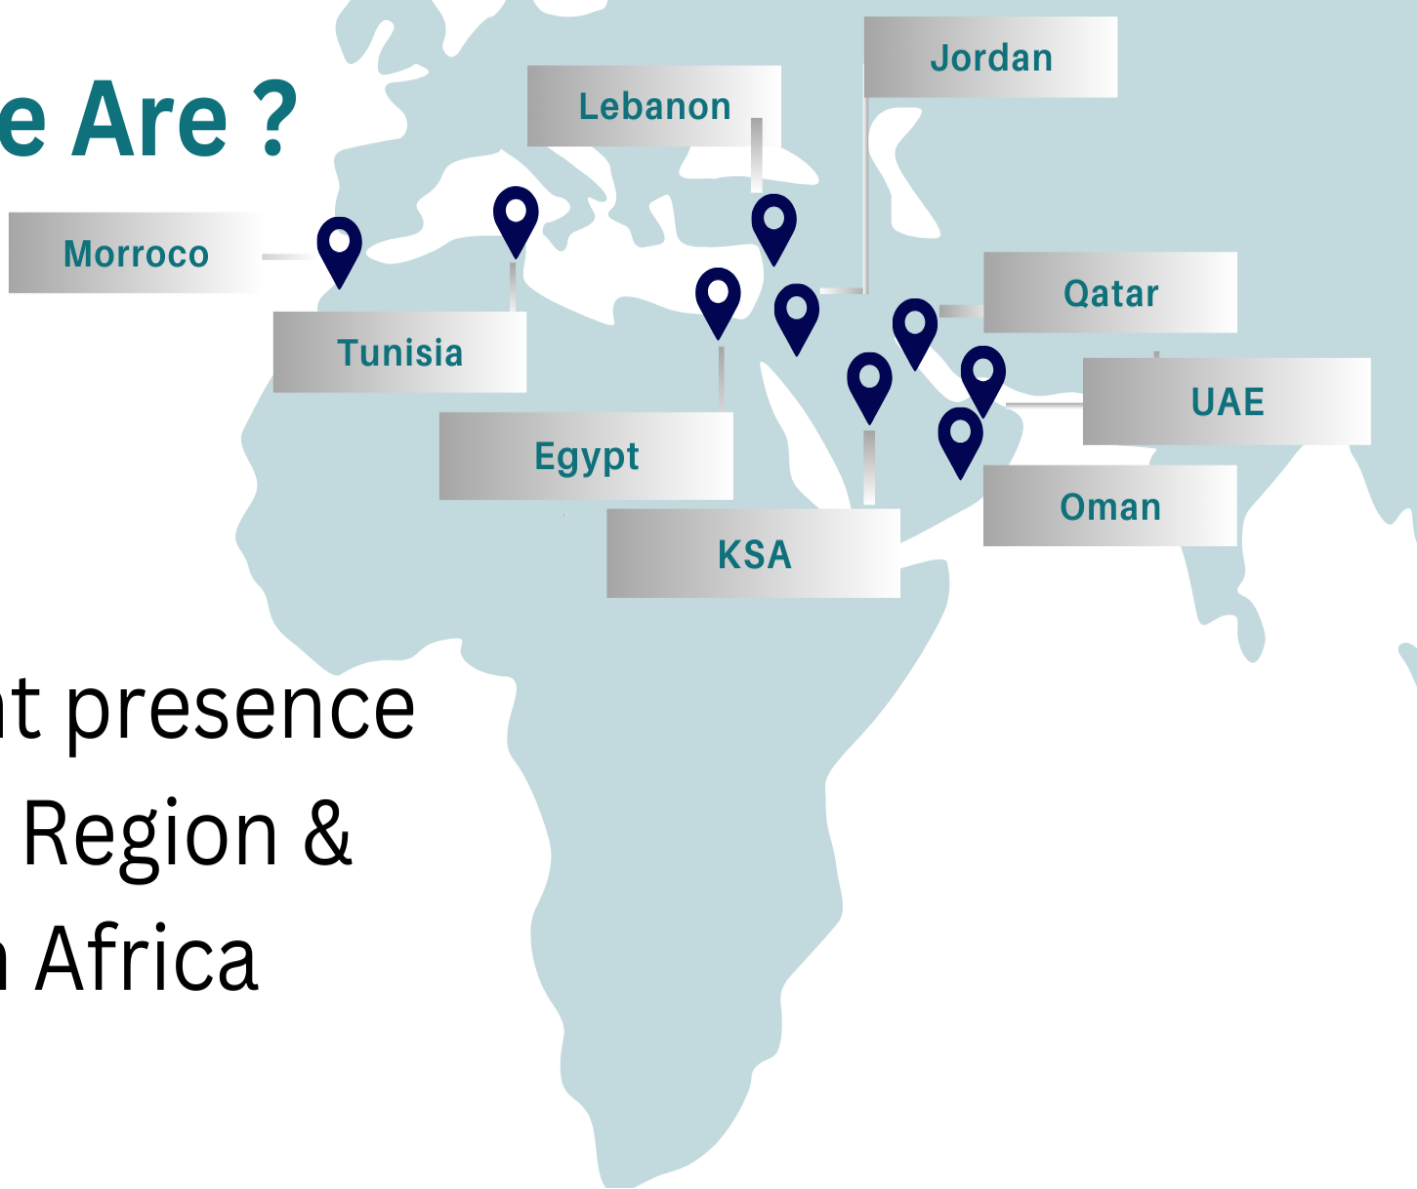 e Are ?
Jordan
Lebanon
Morroco
Qatar
Tunisia
UAE
Egypt
Oman
KSA
t presence
Region &
Africa